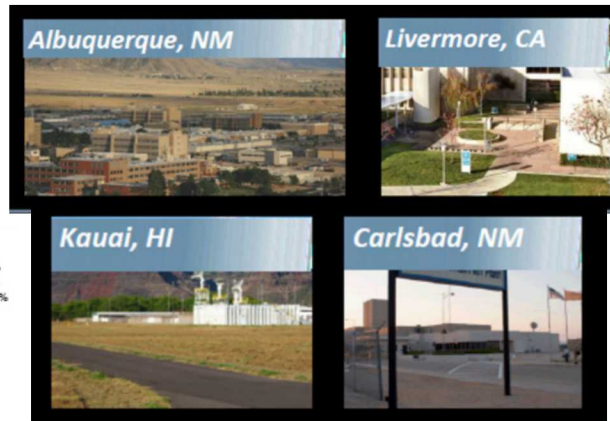 Albuquerque, NM
Livermore, CA
Kauai, HI
Carlsbad, NM
%